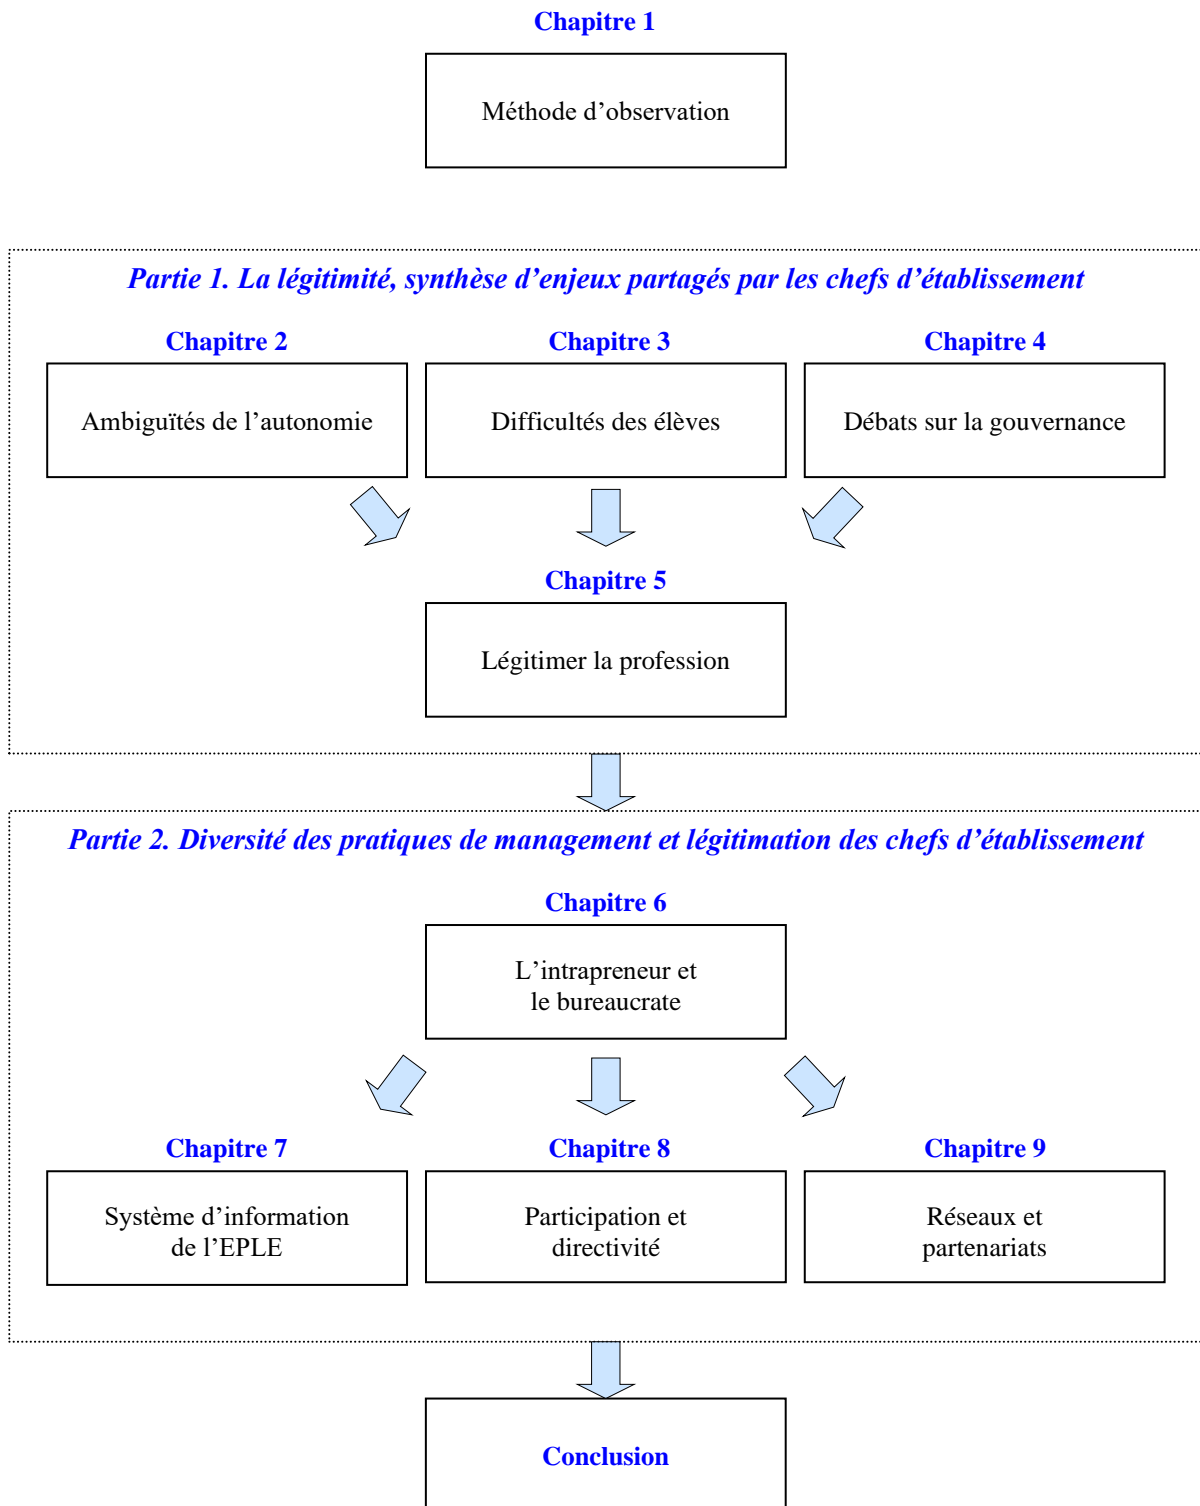 Chapitre 1
Méthode d’observation
Partie 1. La légitimité, synthèse d’enjeux partagés par les chefs d’établissement
Chapitre 2
Ambiguïtés de l’autonomie
Chapitre 3
Difficultés des élèves
Chapitre 4
Débats sur la gouvernance
Chapitre 5
Légitimer la profession
Partie 2. Diversité des pratiques de management et légitimation des chefs d’établissement
Chapitre 6
L’intrapreneur et
le bureaucrate
Chapitre 7
Système d’information
de l’EPLE
Chapitre 8
Participation et
directivité
Chapitre 9
Réseaux et
partenariats
Conclusion